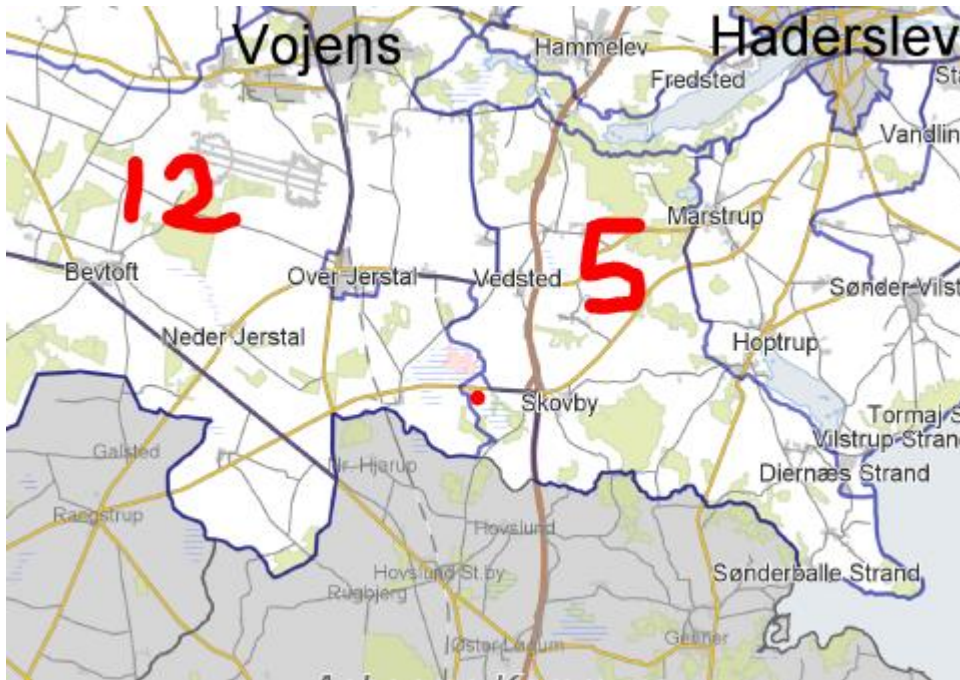 Vojens
Haderslev
Hammelev
Fredsted
Vandlin
12
5
Marstrup
Bevtoft
Over Jerstal
Vedsted
Sønder Vilst
Neder Jerstal
Hoptrup
Skovby
Tormaj S
Vilstrup Strand
Galsted
Nr. Hjarup
Diernæs Strand
Rangstrup
Hovslund
Hovslund St.by
Rugbjerg
Sønderballe Strand
Øster Løgum
Genner